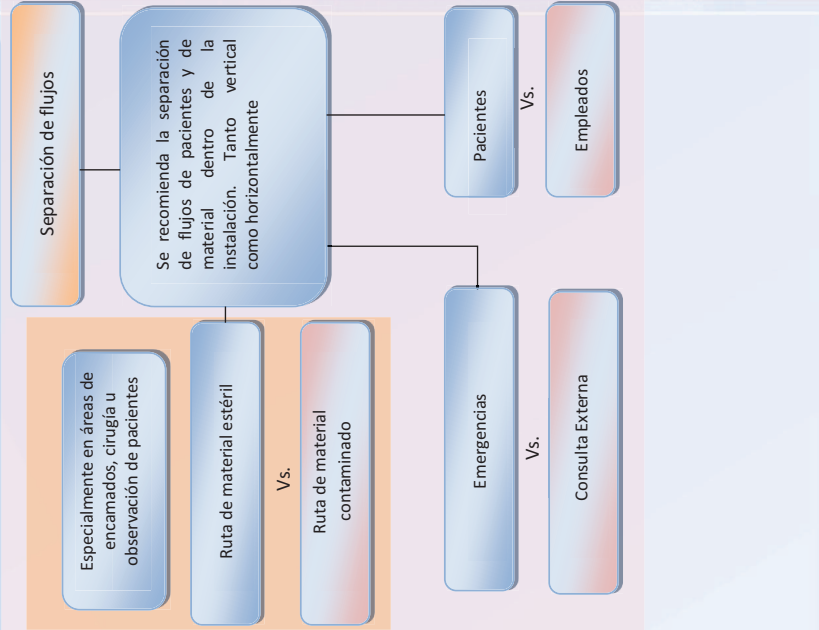 Separación de flujos
Se recomienda la separación
de flujos de pacientes y de
material dentro de la
instalación. Tanto vertical
como horizontalmente
Especialmente en áreas de
encamados, cirugía u
observación de pacientes
Ruta de material estéril
Vs.
Ruta de material
contaminado
Emergencias
Vs.
Consulta Externa
Pacientes
Vs.
Empleados